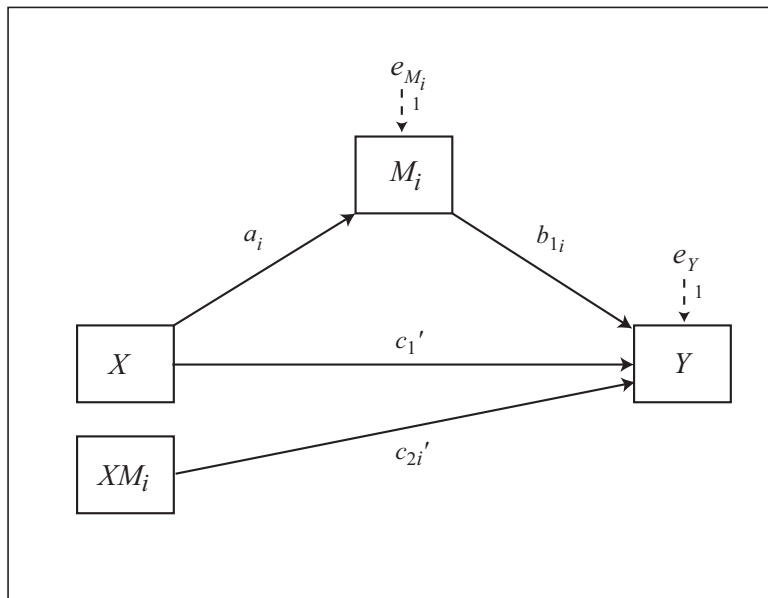 e_{M_i}
1
M_i
a_i
b_{1i}
e_Y
1
X
c_1'
Y
XM_i
c_{2i}'